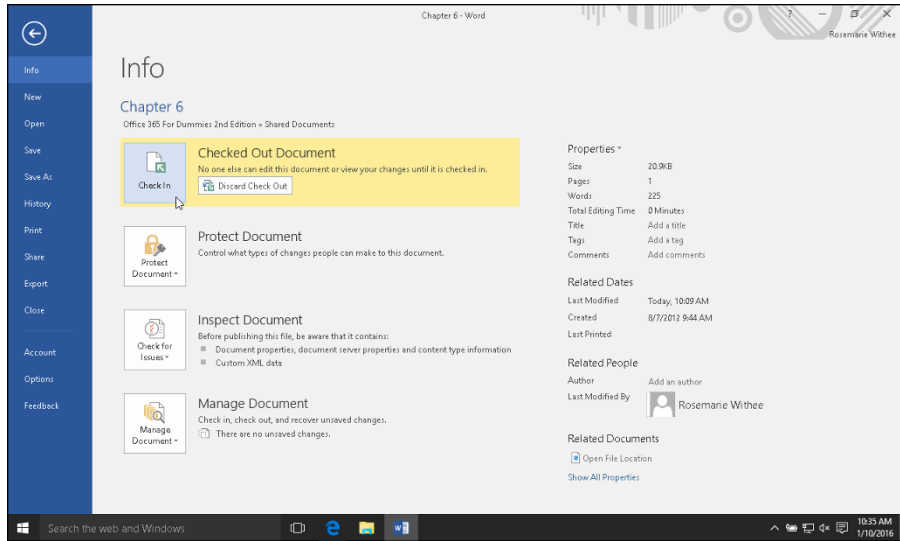 Chapter 6 - Word
?
Rosemarie Withee
Info
New
Open
Save
Save As
History
Print
Share
Export
Close
Account
Options
Feedback
Info
Chapter 6
Office 365 For Dummies 2nd Edition » Shared Documents
Check In
Checked Out Document
No one else can edit this document or view your changes until it is checked in.
Discard Check Out
Protect
Document
Protect Document
Control what types of changes people can make to this document.
Check for
Issues
Inspect Document
Before publishing this file, be aware that it contains:
Document properties, document server properties and content type information
Custom XML data
Manage
Document
Manage Document
Check in, check out, and recover unsaved changes.
There are no unsaved changes.
Properties
Size 20.9KB
Pages 1
Words 225
Total Editing Time 0 Minutes
Title Add a title
Tags Add a tag
Comments Add comments
Related Dates
Last Modified Today, 10:09 AM
Created 8/7/2012 9:44 AM
Last Printed
Related People
Author Add an author
Last Modified By Rosemarie Withee
Related Documents
Open File Location
Show All Properties
Search the web and Windows
10:35 AM
1/10/2016